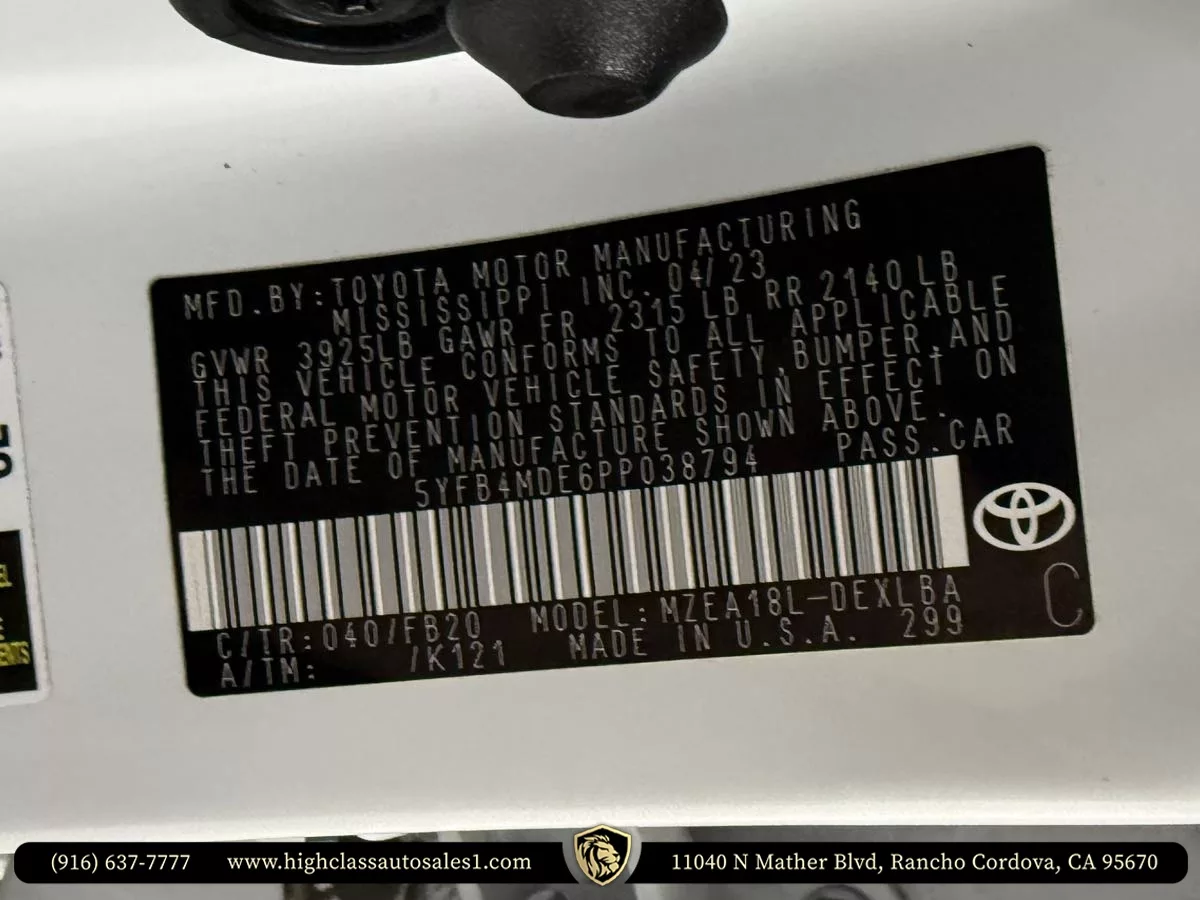 MFD.BY:TOYOTA MOTOR MANUFACTURING
MISSISSIPPI INC. 04/23
GVWR 3925LB GAWR FR 2315LB RR 2140LB
THIS VEHICLE CONFORMS TO ALL APPLICABLE
FEDERAL MOTOR VEHICLE SAFETY,BUMPER,AND
THEFT PREVENTION STANDARDS IN EFFECT ON
THE DATE OF MANUFACTURE SHOWN ABOVE.
5YFB4MDE6PP038794 PASS.CAR
C/TR:040/FB20 MODEL:MZEA18L-DEXLBA
A/TM: /K121 MADE IN U.S.A. 299
C
(916) 637-7777 www.highclassautosales1.com 11040 N Mather Blvd, Rancho Cordova, CA 95670